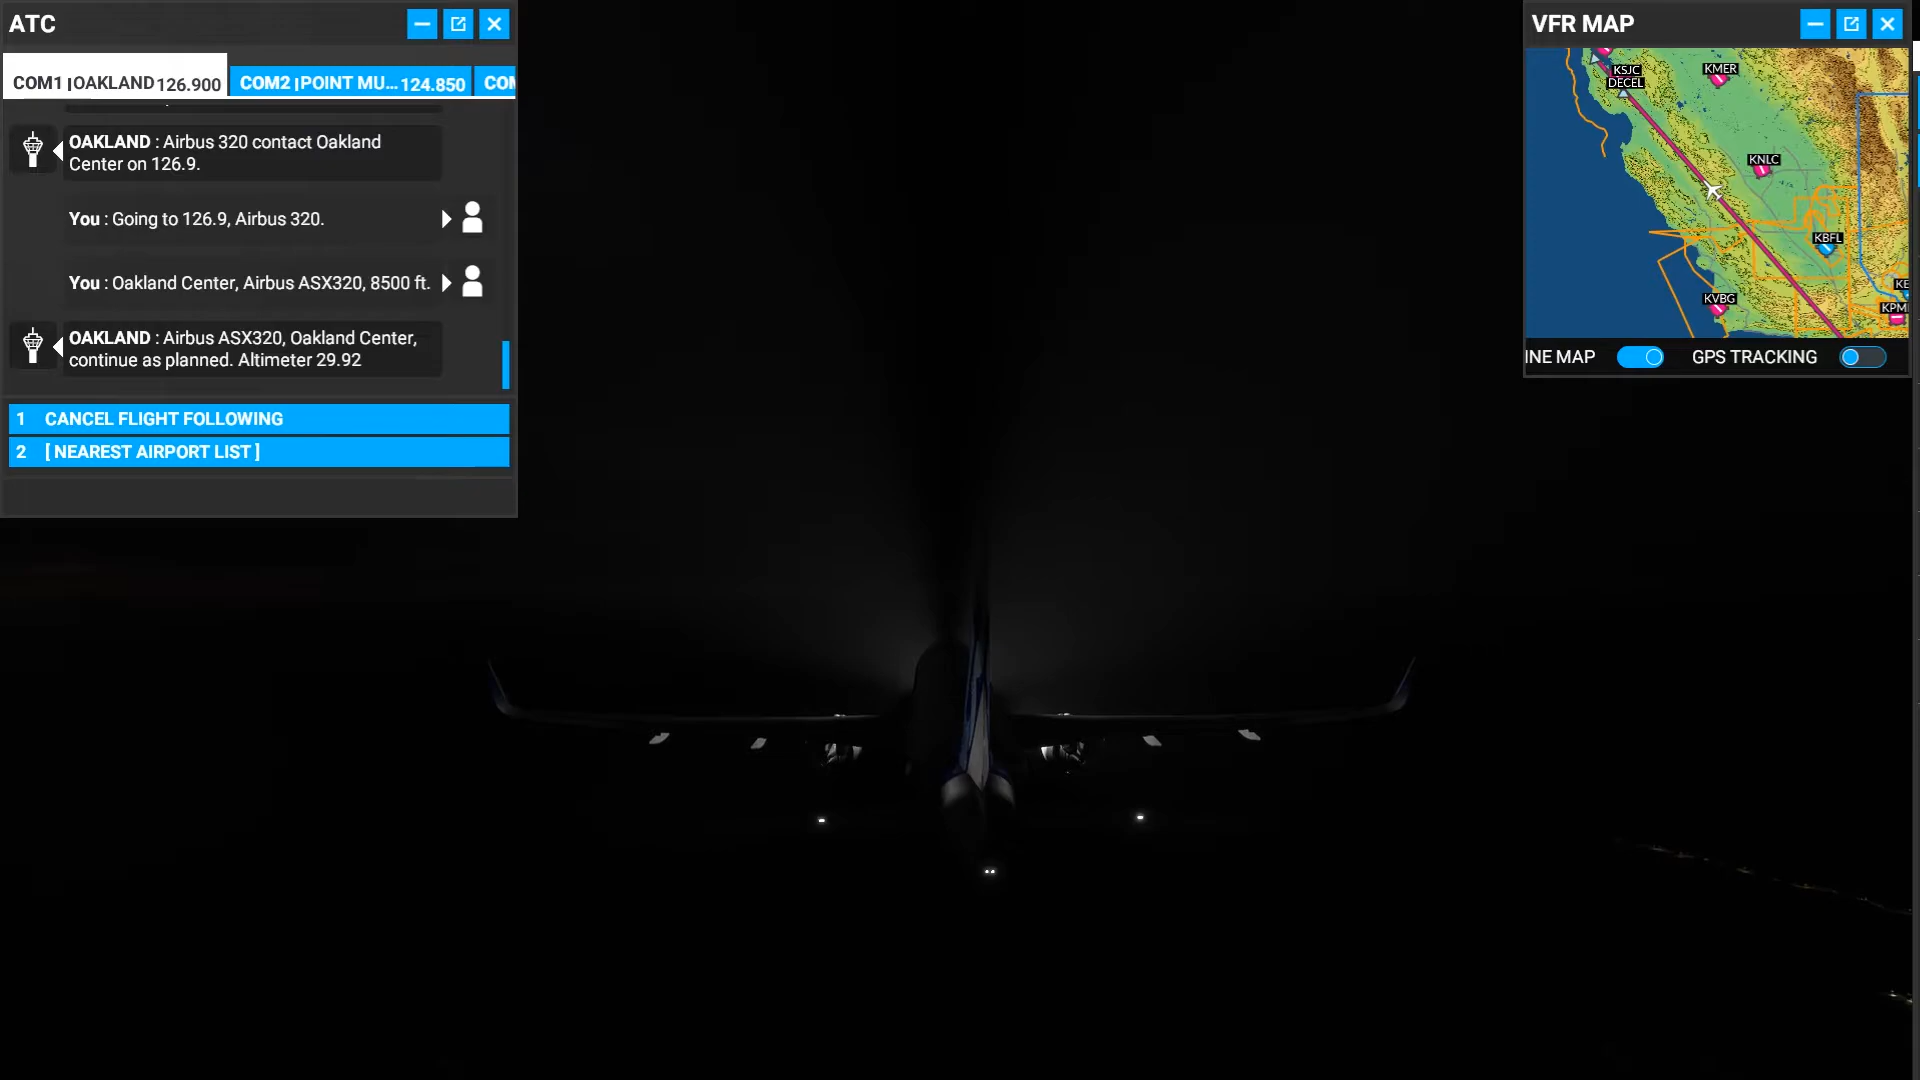 ATC
COM1 |OAKLAND 126.900
COM2 |POINT MU... 124.850
OAKLAND : Airbus 320 contact Oakland
Center on 126.9.
You : Going to 126.9, Airbus 320.
You : Oakland Center, Airbus ASX320, 8500 ft.
OAKLAND : Airbus ASX320, Oakland Center,
continue as planned. Altimeter 29.92
1 CANCEL FLIGHT FOLLOWING
2 [ NEAREST AIRPORT LIST ]
VFR MAP
KSJC
DECEL
KMER
KNLC
KBFL
KVBG
INE MAP
GPS TRACKING